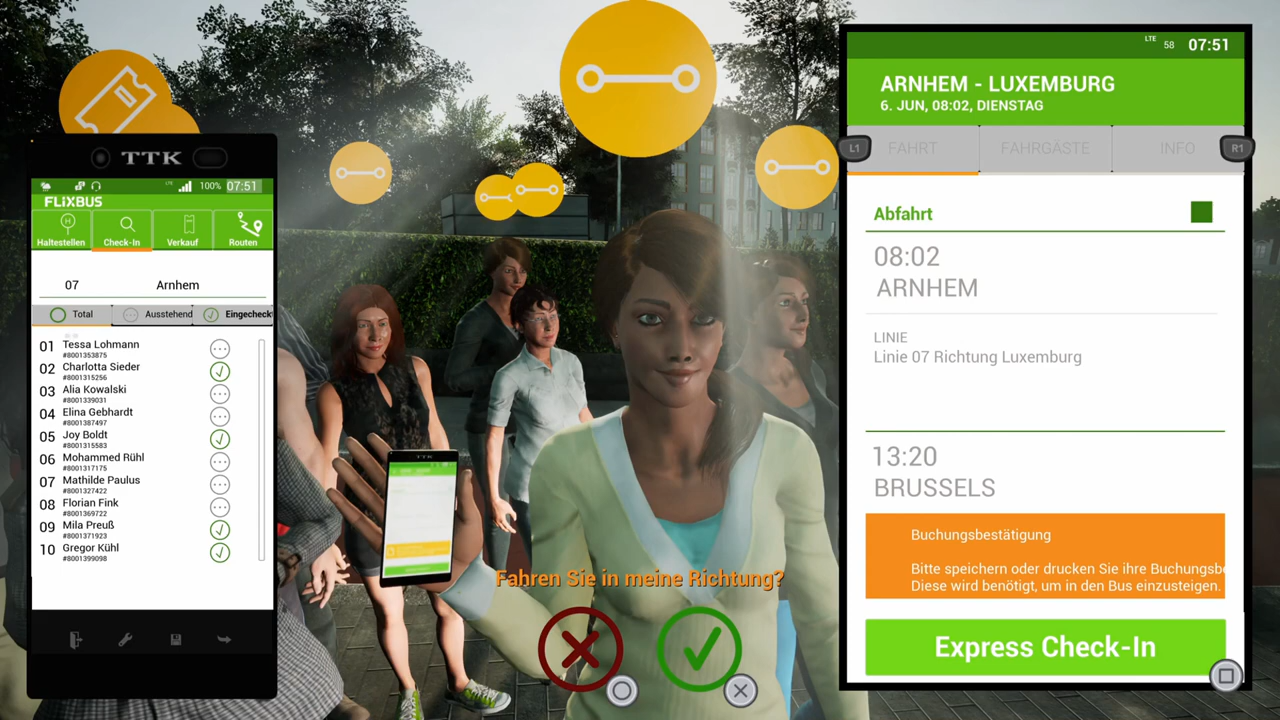 TTK
100% 07:51
FLiXBUS
Haltestellen Check-In Verkauf Routen
07 Arnhem
Total Ausstehend Eingecheckt
01 Tessa Lohmann
#8001353875
02 Charlotta Sieder
#8001315256
03 Alia Kowalski
#8001339031
04 Elina Gebhardt
#8001387497
05 Joy Boldt
#8001315583
06 Mohammed Rühl
#8001317175
07 Mathilde Paulus
#8001327422
08 Florian Fink
#8001369722
09 Mila Preuß
#8001371923
10 Gregor Kühl
#8001399098
TTK
Fahren Sie in meine Richtung?
LTE 58 07:51
ARNHEM - LUXEMBURG
6. JUN, 08:02, DIENSTAG
L1 FAHRT FAHRGÄSTE INFO R1
Abfahrt
08:02
ARNHEM
LINIE
Linie 07 Richtung Luxemburg
13:20
BRUSSELS
Buchungsbestätigung
Bitte speichern oder drucken Sie ihre Buchungsbe
Diese wird benötigt, um in den Bus einzusteigen.
Express Check-In